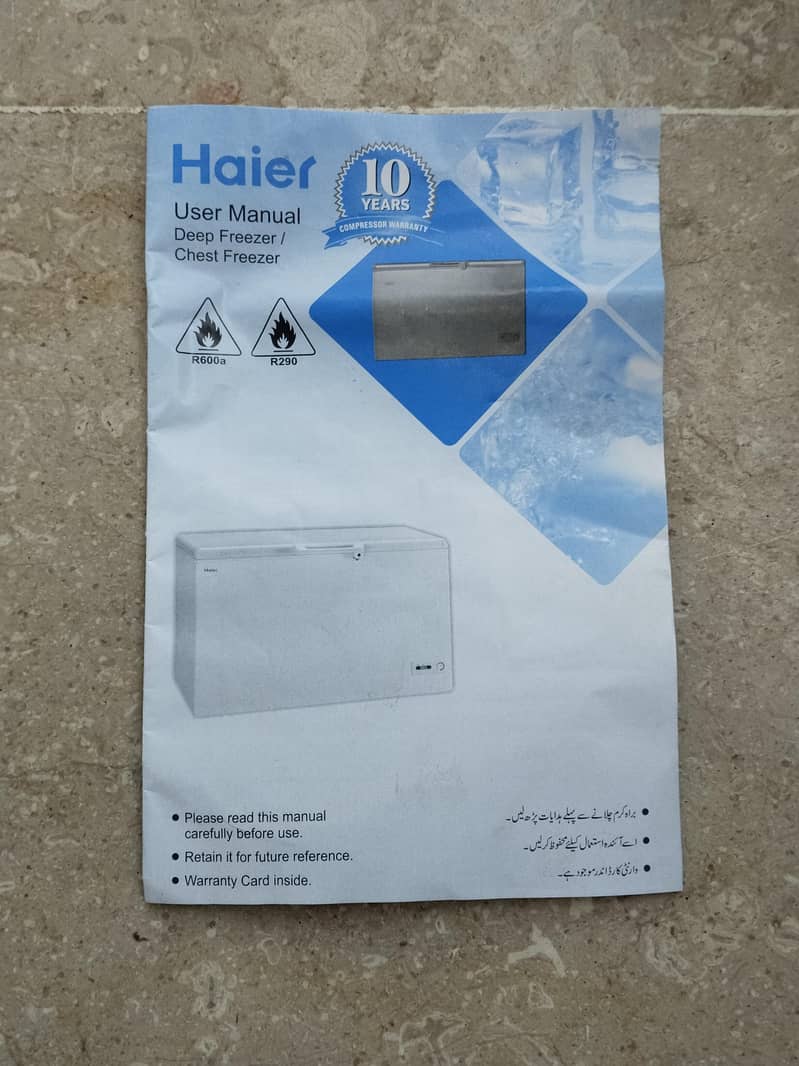 Haier
10
YEARS
COMPRESSOR WARRANTY
User Manual
Deep Freezer /
Chest Freezer
R600a
R290
Haier
• Please read this manual
carefully before use.
• Retain it for future reference.
• Warranty Card inside.
• براہ کرم چلانے سے پہلے ہدایات پڑھ لیں۔
• اسے آئندہ استعمال کیلئے محفوظ کرلیں۔
• وارنٹی کارڈ اندر موجود ہے۔